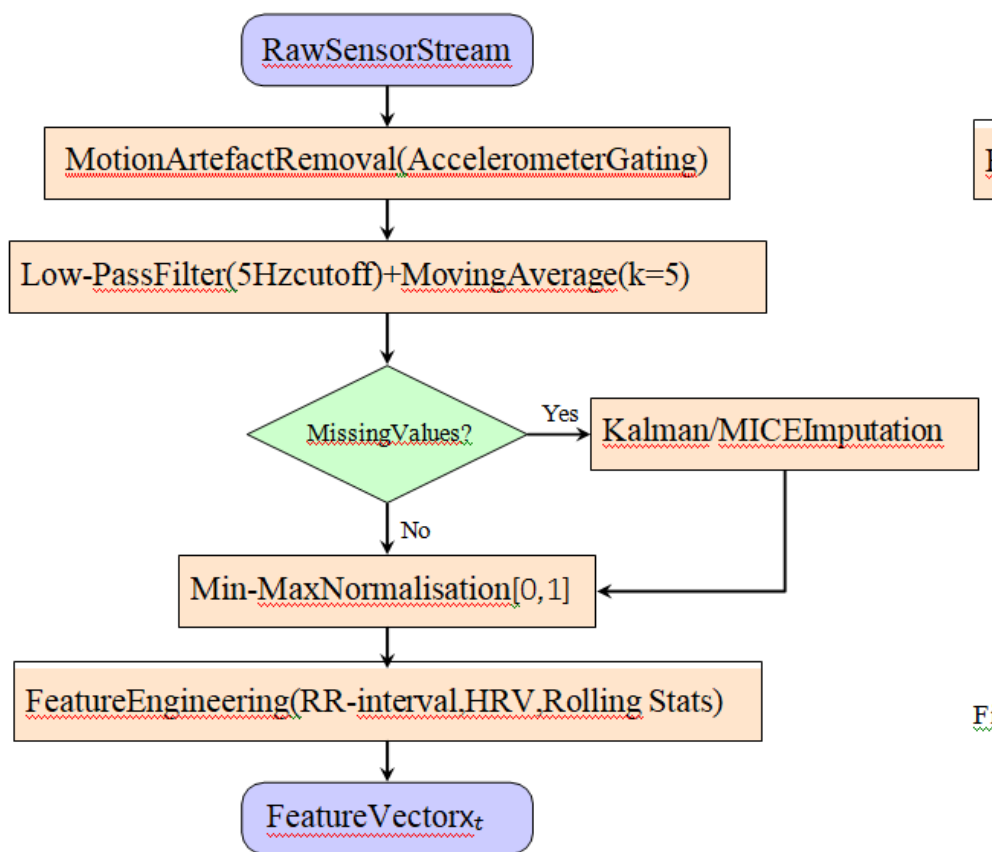 RawSensorStream
MotionArtefactRemoval(AccelerometerGating)
Low-PassFilter(5Hzcutoff)+MovingAverage(k=5)
MissingValues?
Yes
Kalman/MICEImputation
No
Min-MaxNormalisation[0,1]
FeatureEngineering(RR-interval,HRV,Rolling Stats)
FeatureVectorxₜ